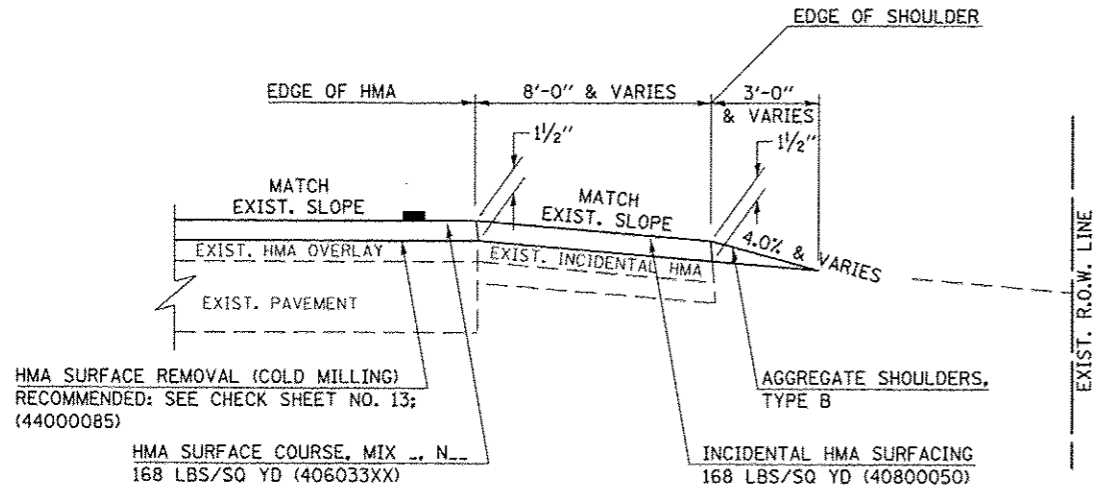 EDGE OF SHOULDER
EDGE OF HMA
8'-0" & VARIES
3'-0"
& VARIES
1½"
1½"
MATCH
EXIST. SLOPE
MATCH
EXIST. SLOPE
4.0% & VARIES
EXIST. HMA OVERLAY
EXIST. INCIDENTAL HMA
EXIST. PAVEMENT
EXIST. R.O.W. LINE
HMA SURFACE REMOVAL (COLD MILLING)
RECOMMENDED: SEE CHECK SHEET NO. 13;
(44000085)
AGGREGATE SHOULDERS,
TYPE B
HMA SURFACE COURSE, MIX _, N__
168 LBS/SQ YD (406033XX)
INCIDENTAL HMA SURFACING
168 LBS/SQ YD (40800050)